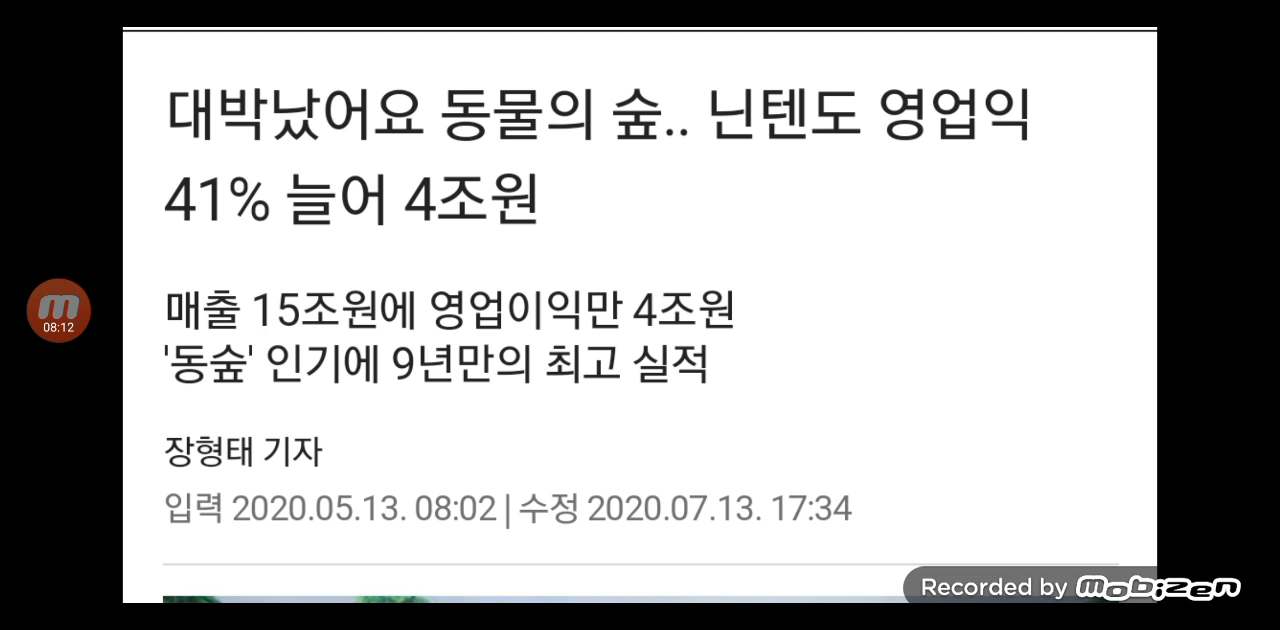 대박났어요 동물의 숲.. 닌텐도 영업익
41% 늘어 4조원
매출 15조원에 영업이익만 4조원
'동숲' 인기에 9년만의 최고 실적
장형태 기자
입력 2020.05.13. 08:02 | 수정 2020.07.13. 17:34
m
08:12
Recorded by mobizen